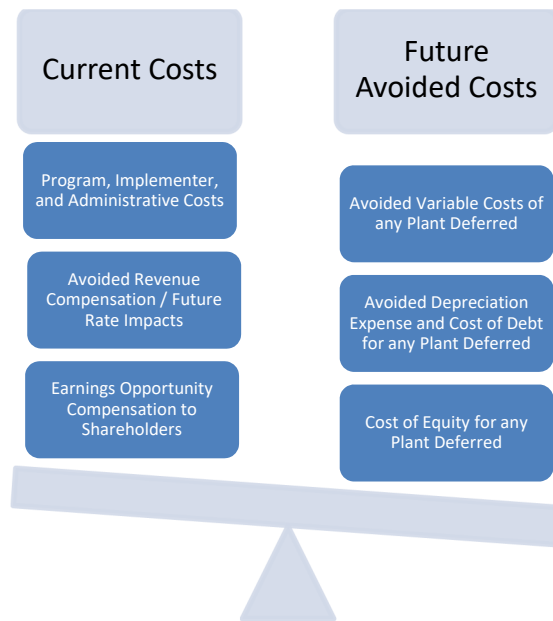 Current Costs
Program, Implementer,
and Administrative Costs
Avoided Revenue
Compensation / Future
Rate Impacts
Earnings Opportunity
Compensation to
Shareholders
Future
Avoided Costs
Avoided Variable Costs of
any Plant Deferred
Avoided Depreciation
Expense and Cost of Debt
for any Plant Deferred
Cost of Equity for any
Plant Deferred